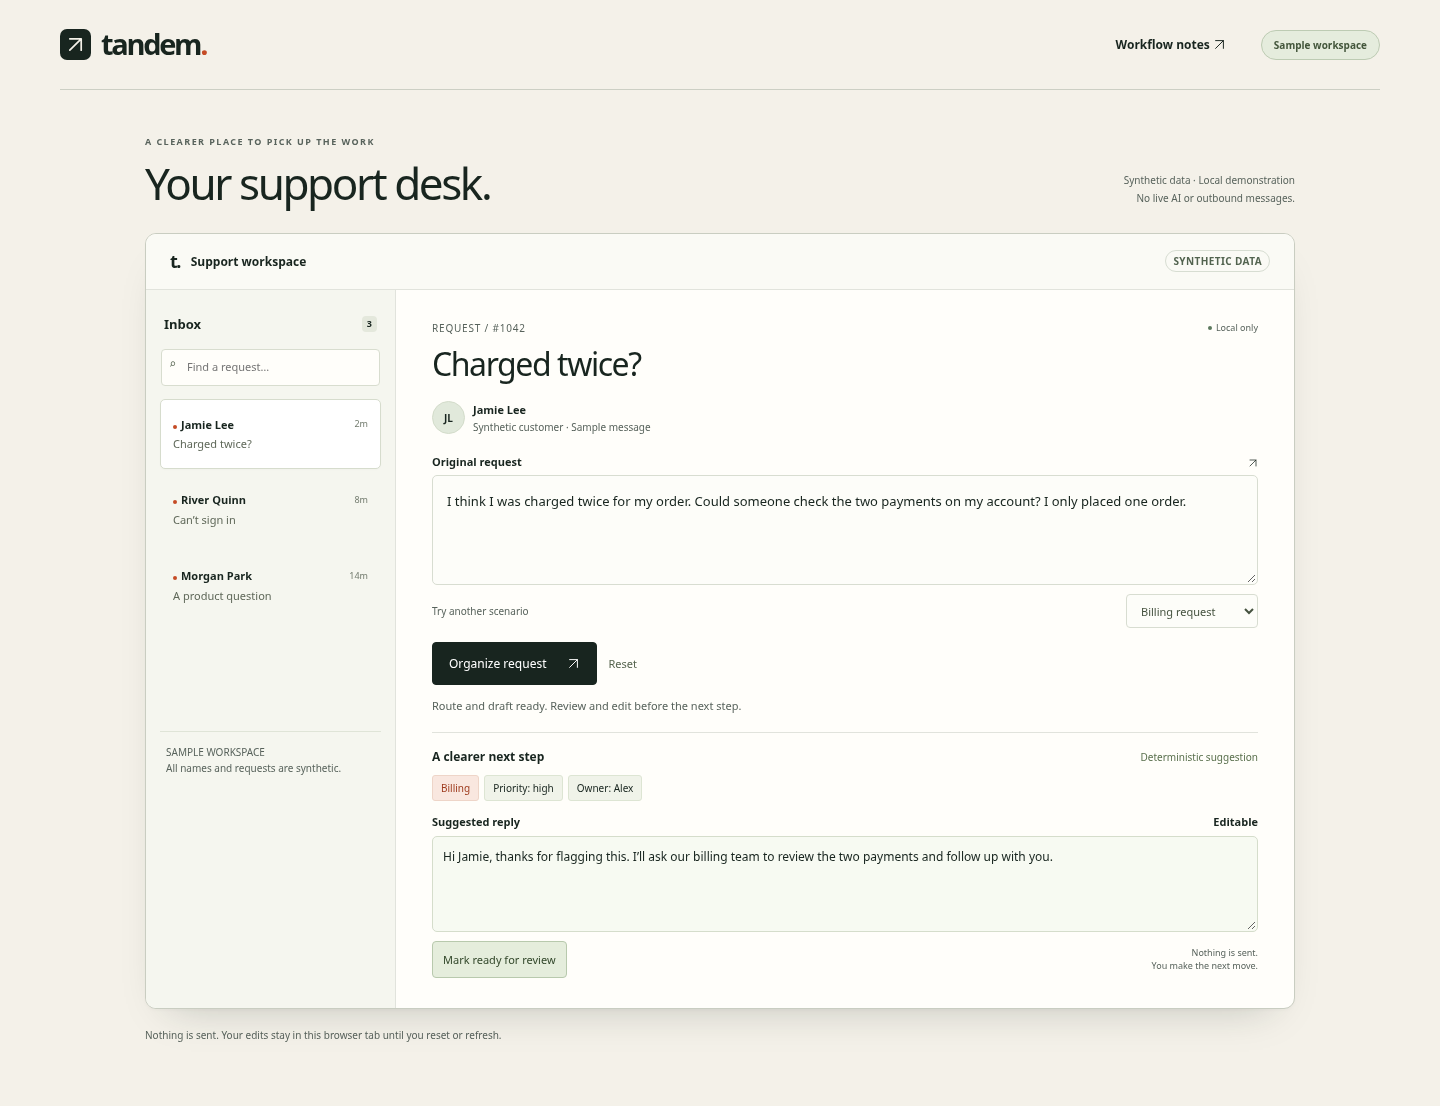 tandem.
Workflow notes
Sample workspace
A CLEARER PLACE TO PICK UP THE WORK
Your support desk.
Synthetic data · Local demonstration
No live AI or outbound messages.
t. Support workspace
SYNTHETIC DATA
Inbox
3
Find a request...
Jamie Lee
2m
Charged twice?
River Quinn
8m
Can’t sign in
Morgan Park
14m
A product question
SAMPLE WORKSPACE
All names and requests are synthetic.
REQUEST / #1042
Local only
Charged twice?
JL
Jamie Lee
Synthetic customer · Sample message
Original request
I think I was charged twice for my order. Could someone check the two payments on my account? I only placed one order.
Try another scenario
Billing request
Organize request
Reset
Route and draft ready. Review and edit before the next step.
A clearer next step
Deterministic suggestion
Billing
Priority: high
Owner: Alex
Suggested reply
Editable
Hi Jamie, thanks for flagging this. I’ll ask our billing team to review the two payments and follow up with you.
Mark ready for review
Nothing is sent.
You make the next move.
Nothing is sent. Your edits stay in this browser tab until you reset or refresh.